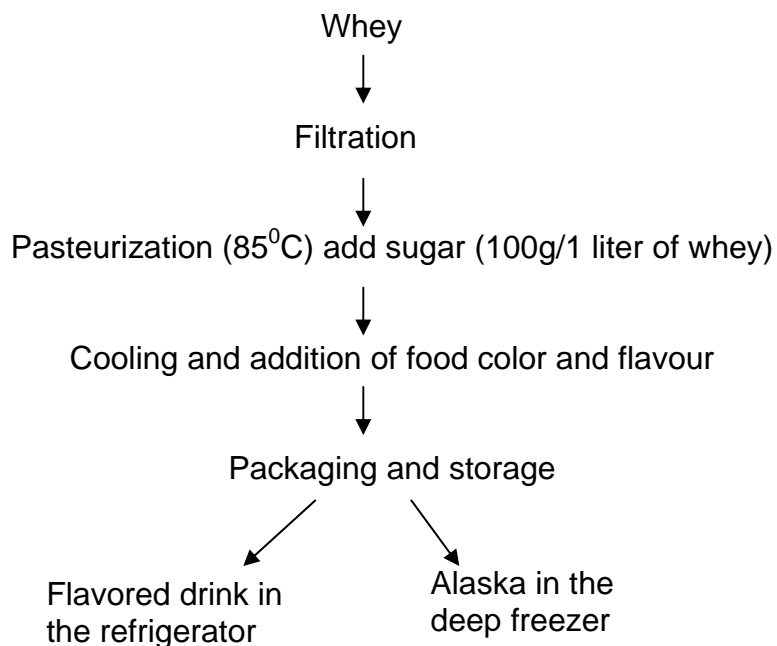 Whey
Filtration
Pasteurization (85⁰C) add sugar (100g/1 liter of whey)
Cooling and addition of food color and flavour
Packaging and storage
Flavored drink in
the refrigerator
Alaska in the
deep freezer